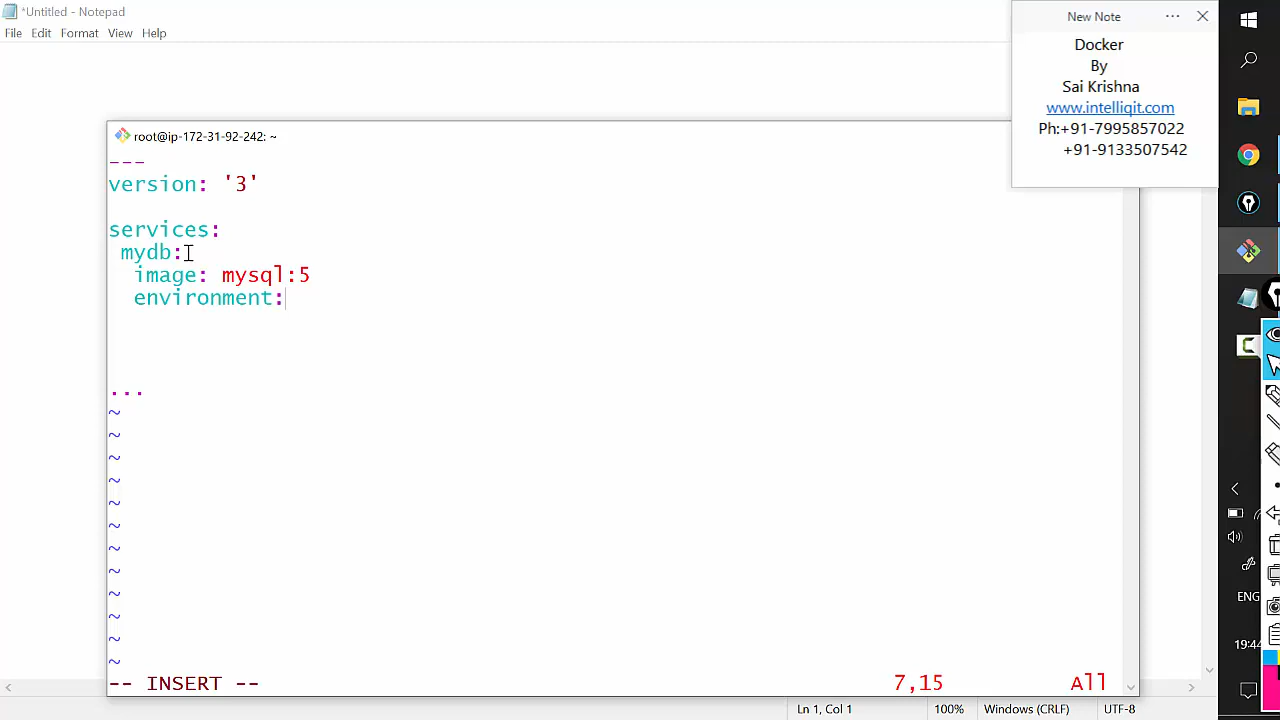 *Untitled - Notepad
File Edit Format View Help
New Note
Docker
By
Sai Krishna
www.intelliqit.com
Ph:+91-7995857022
+91-9133507542
root@ip-172-31-92-242: ~
---
version: '3'
services:
mydb:
image: mysql:5
environment:
...
~
~
~
~
~
~
~
~
~
~
~
~
-- INSERT -- 7,15 All
ENG
19:44
Ln 1, Col 1 100% Windows (CRLF) UTF-8